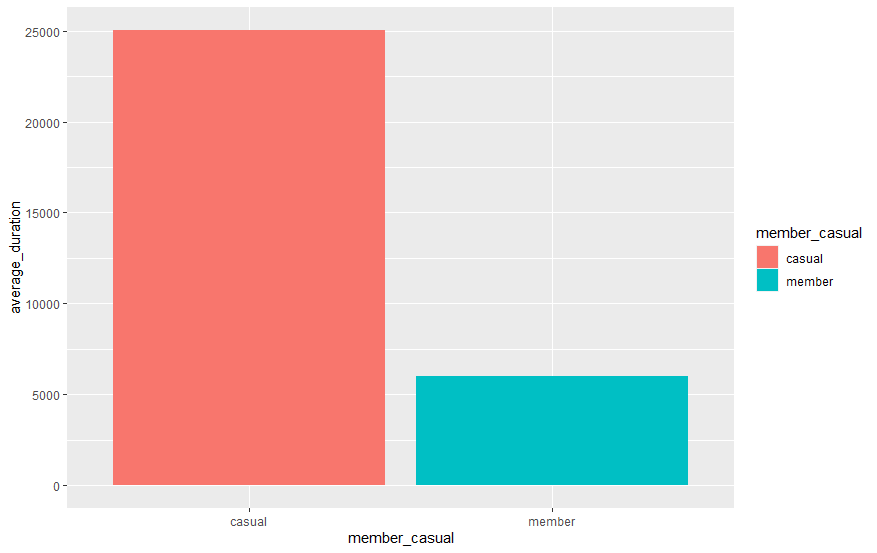 25000
20000
15000
10000
5000
0
average_duration
casual
member
member_casual
member_casual
casual
member